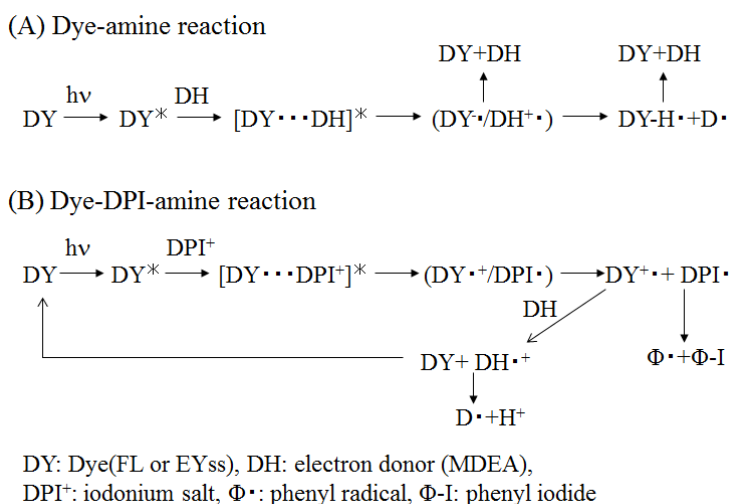 (A) Dye-amine reaction
DY+DH DY+DH
hν DH
DY → DY* → [DY･･･DH]* → (DY⁻･/DH⁺･) → DY-H･+D･
(B) Dye-DPI-amine reaction
hν DPI⁺
DY → DY* → [DY･･･DPI⁺]* → (DY･⁺/DPI･) → DY⁺･+ DPI･
DH
DY+ DH･⁺ Φ･+Φ-I
D･+H⁺
DY: Dye(FL or EYss), DH: electron donor (MDEA),
DPI⁺: iodonium salt, Φ･: phenyl radical, Φ-I: phenyl iodide